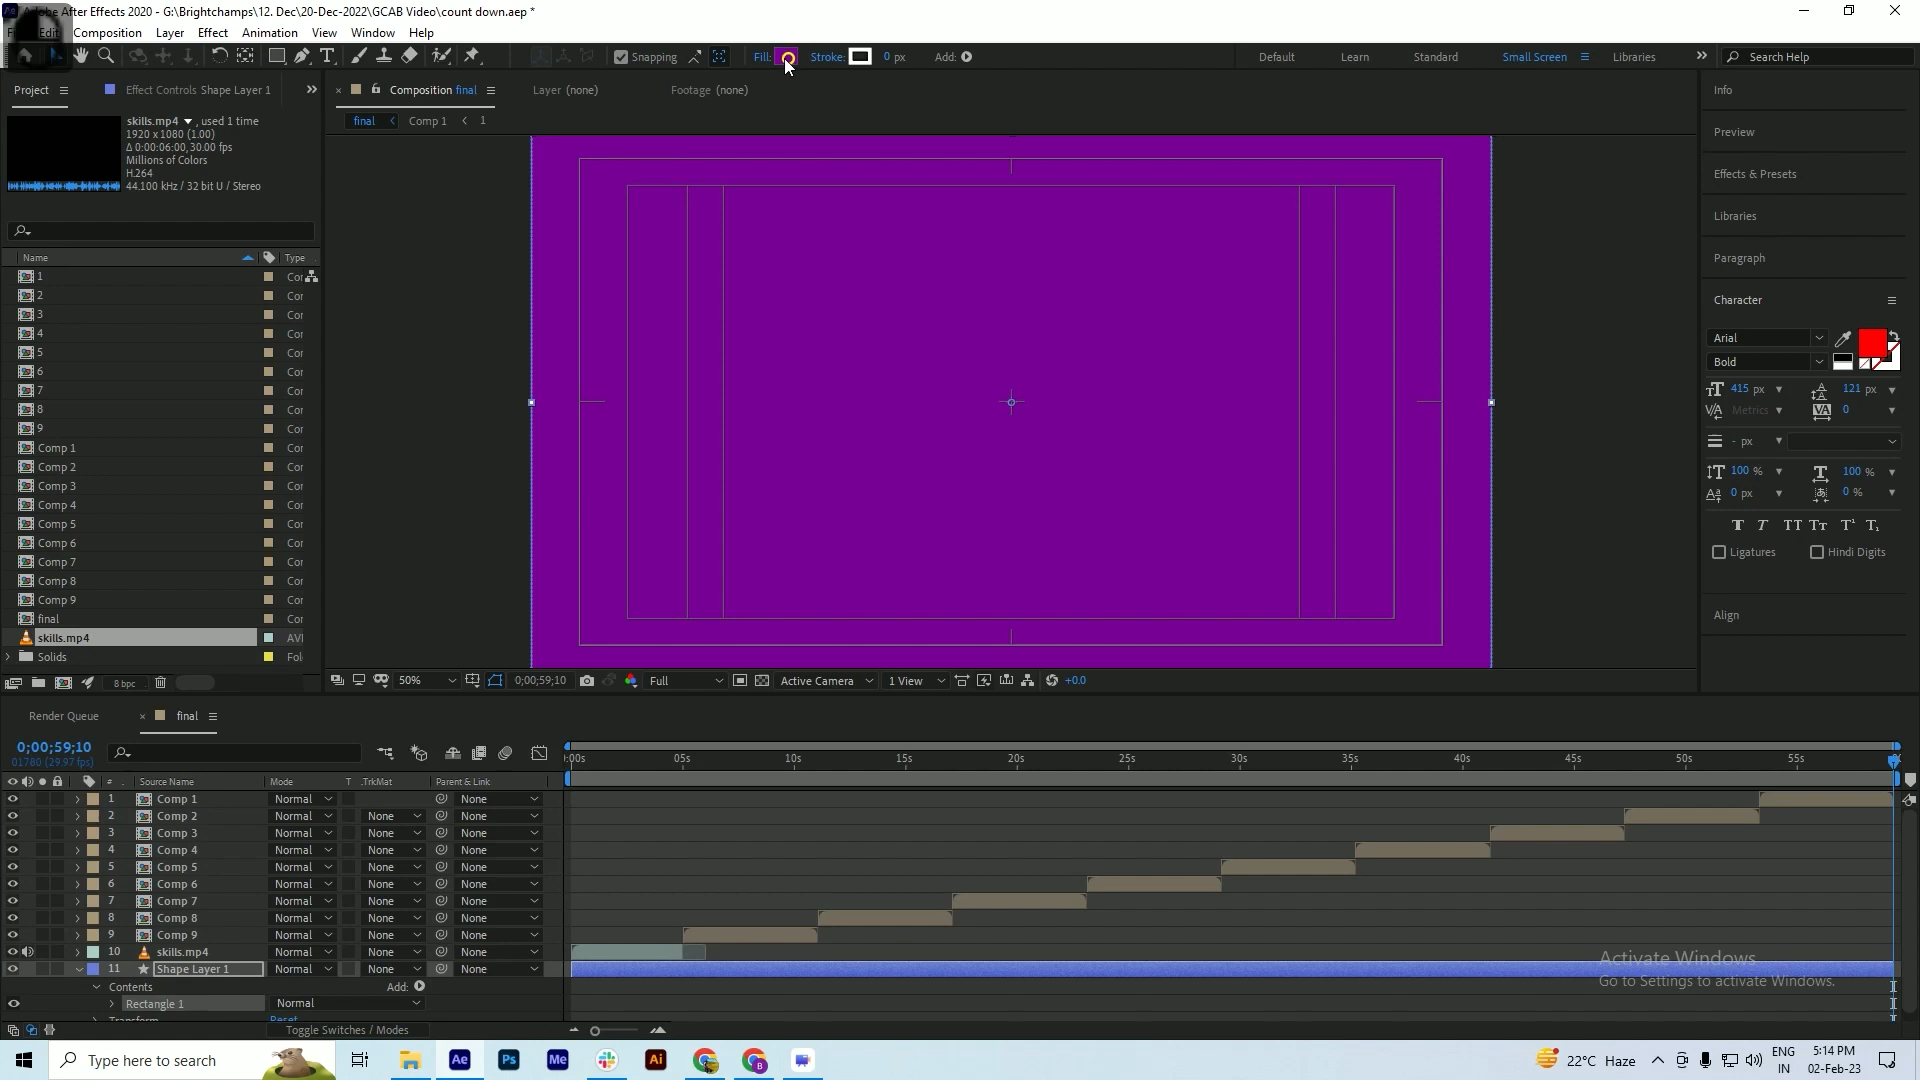 Adobe After Effects 2020 - G:\Brightchamps\12. Dec\20-Dec-2022\GCAB Video\count down.aep *
Edit Composition Layer Effect Animation View Window Help
Snapping Fill: Stroke: 0 px Add: Default Learn Standard Small Screen Libraries Search Help
Project Effect Controls Shape Layer 1
Composition final Layer (none) Footage (none)
final Comp 1 1
skills.mp4 , used 1 time
1920 x 1080 (1.00)
Δ 0:00:06:00, 30.00 fps
Millions of Colors
H.264
44.100 kHz / 32 bit U / Stereo
Name Type
1 Cor
2 Cor
3 Cor
4 Cor
5 Cor
6 Cor
7 Cor
8 Cor
9 Cor
Comp 1 Cor
Comp 2 Cor
Comp 3 Cor
Comp 4 Cor
Comp 5 Cor
Comp 6 Cor
Comp 7 Cor
Comp 8 Cor
Comp 9 Cor
final Cor
skills.mp4 AVI
Solids Fol
8 bpc
50% 0;00;59;10 Full Active Camera 1 View +0.0
Info
Preview
Effects & Presets
Libraries
Paragraph
Character
Arial
Bold
415 px 121 px
Metrics 0
- px
100 % 100 %
0 px 0 %
T T TT Tt T¹ T₁
Ligatures Hindi Digits
Align
Render Queue final
0;00;59;10
01780 (29.97 fps)
:00s 05s 10s 15s 20s 25s 30s 35s 40s 45s 50s 55s
# Source Name Mode T .TrkMat Parent & Link
1 Comp 1 Normal None
2 Comp 2 Normal None None
3 Comp 3 Normal None None
4 Comp 4 Normal None None
5 Comp 5 Normal None None
6 Comp 6 Normal None None
7 Comp 7 Normal None None
8 Comp 8 Normal None None
9 Comp 9 Normal None None
10 skills.mp4 Normal None None
11 Shape Layer 1 Normal None None
Contents Add:
Rectangle 1 Normal
Transform Reset
Toggle Switches / Modes
Activate Windows
Go to Settings to activate Windows.
Type here to search
Ae Ps Me Ai B
22°C Haze
ENG
IN
5:14 PM
02-Feb-23